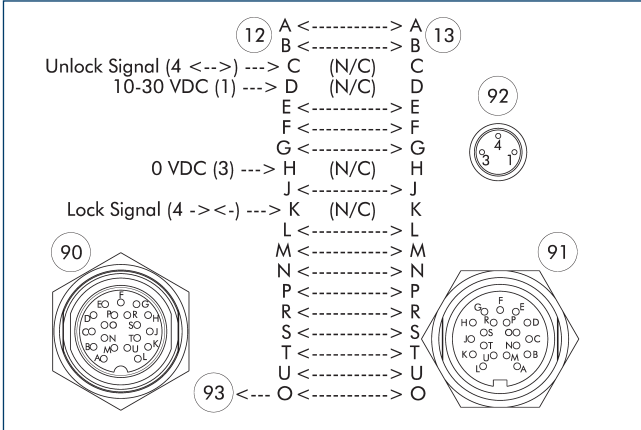 12 A <----------> A 13
B <----------> B
Unlock Signal (4 <-->) ---> C (N/C) C
10-30 VDC (1) ---> D (N/C) D
E <----------> E
F <----------> F
G <----------> G
0 VDC (3) ---> H (N/C) H
J <----------> J
Lock Signal (4 -><-) ---> K (N/C) K
L <----------> L
M <----------> M
N <----------> N
P <----------> P
R <----------> R
S <----------> S
T <----------> T
U <----------> U
93 <--- O <----------> O
92
4
3 1
90
F
E G
D P R H
O S
C J
N T
B M U K
A L
91
F
G E
H R P D
S O
J C
T N
K U M B
L A